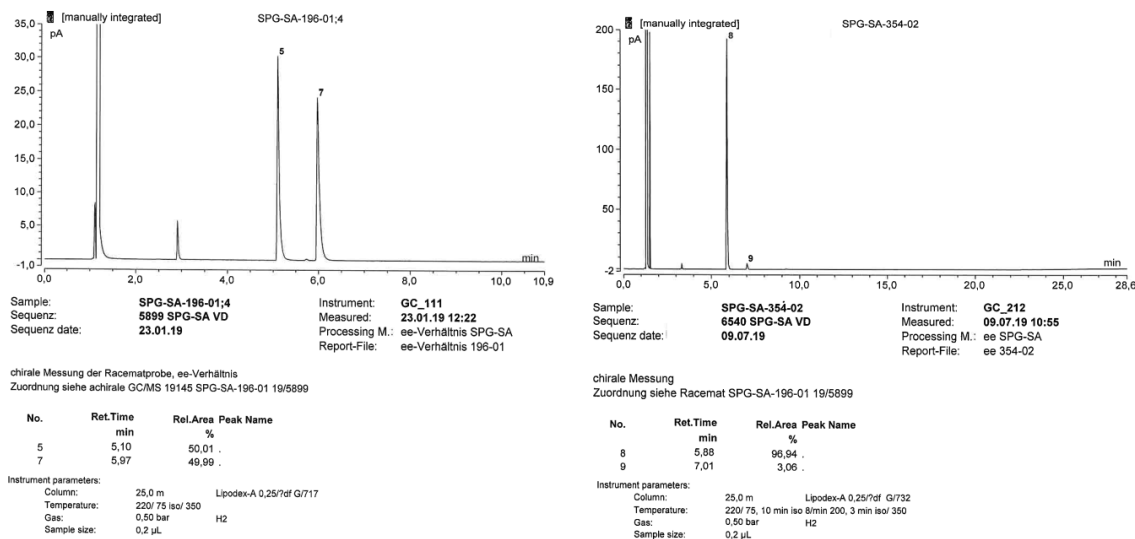 [manually integrated]
SPG-SA-196-01;4
35,0
pA
30,0
25,0
20,0
15,0
10,0
5,0
-1,0
5
7
min
0,0
2,0
4,0
6,0
8,0
10,0
10,9
Sample: SPG-SA-196-01;4 Instrument: GC_111
Sequenz: 5899 SPG-SA VD Measured: 23.01.19 12:22
Sequenz date: 23.01.19 Processing M.: ee-Verhältnis SPG-SA
Report-File: ee-Verhältnis 196-01
chirale Messung der Racematprobe, ee-Verhältnis
Zuordnung siehe achirale GC/MS 19145 SPG-SA-196-01 19/5899
No. Ret.Time Rel.Area Peak Name
min %
5 5,10 50,01 .
7 5,97 49,99 .
Instrument parameters:
Column: 25,0 m Lipodex-A 0,25/?df G/717
Temperature: 220/ 75 iso/ 350
Gas: 0,50 bar H2
Sample size: 0,2 µL
[manually integrated]
SPG-SA-354-02
200
pA
150
100
50
-2
8
9
min
0,0
5,0
10,0
15,0
20,0
25,0
28,6
Sample: SPG-SA-354-02 Instrument: GC_212
Sequenz: 6540 SPG-SA VD Measured: 09.07.19 10:55
Sequenz date: 09.07.19 Processing M.: ee SPG-SA
Report-File: ee 354-02
chirale Messung
Zuordnung siehe Racemat SPG-SA-196-01 19/5899
No. Ret.Time Rel.Area Peak Name
min %
8 5,88 96,94 .
9 7,01 3,06 .
Instrument parameters:
Column: 25,0 m Lipodex-A 0,25/?df G/732
Temperature: 220/ 75, 10 min iso 8/min 200, 3 min iso/ 350
Gas: 0,50 bar H2
Sample size: 0,2 µL